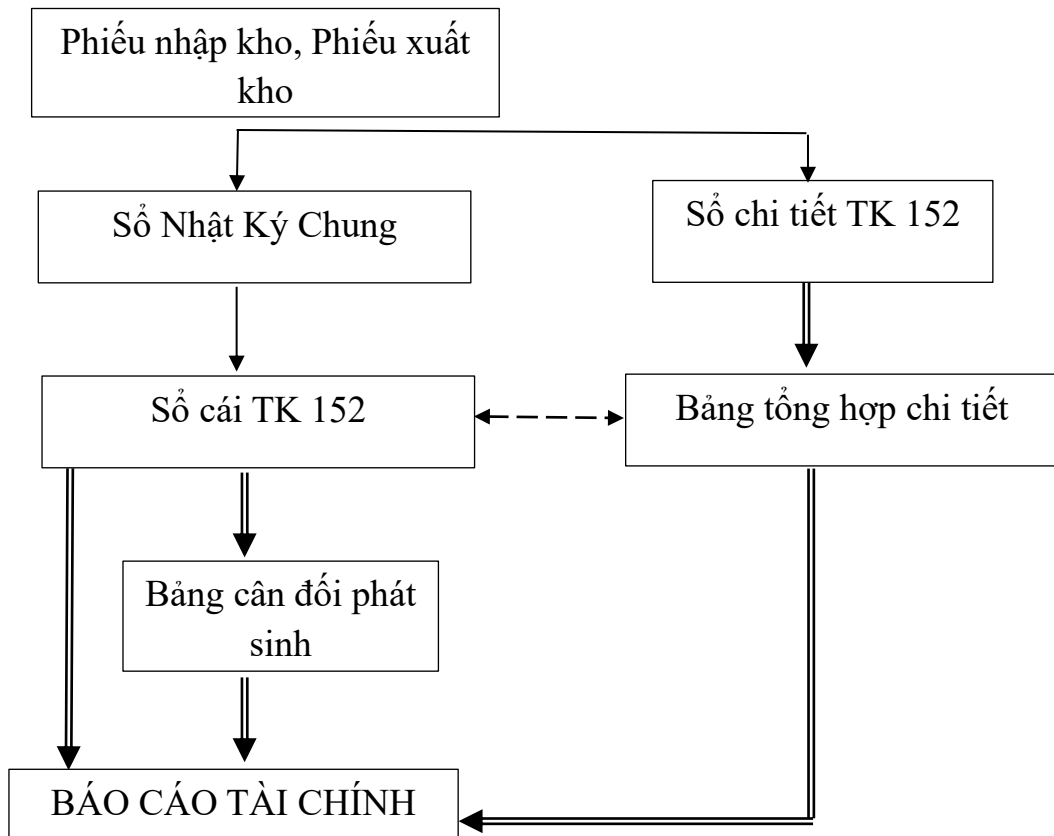 Phiếu nhập kho, Phiếu xuất
kho
Sổ Nhật Ký Chung
Sổ chi tiết TK 152
Sổ cái TK 152
Bảng tổng hợp chi tiết
Bảng cân đối phát
sinh
BÁO CÁO TÀI CHÍNH